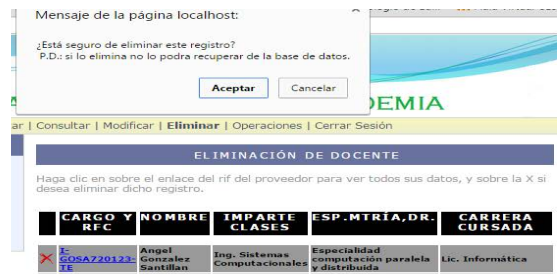 Mensaje de la página localhost:
¿Está seguro de eliminar este registro?
P.D.: si lo elimina no lo podra recuperar de la base de datos.
Aceptar Cancelar
DEMIA
ar | Consultar | Modificar | Eliminar | Operaciones | Cerrar Sesión
ELIMINACIÓN DE DOCENTE
Haga clic en sobre el enlace del rif del proveedor para ver todos sus datos, y sobre la X si
desea eliminar dicho registro.
CARGO Y RFC NOMBRE IMPARTE CLASES ESP.MTRÍA,DR. CARRERA CURSADA
I-GOSA720123-TE Angel Gonzalez Santillan Ing. Sistemas Computacionales Especialidad computación paralela y distribuida Lic. Informática